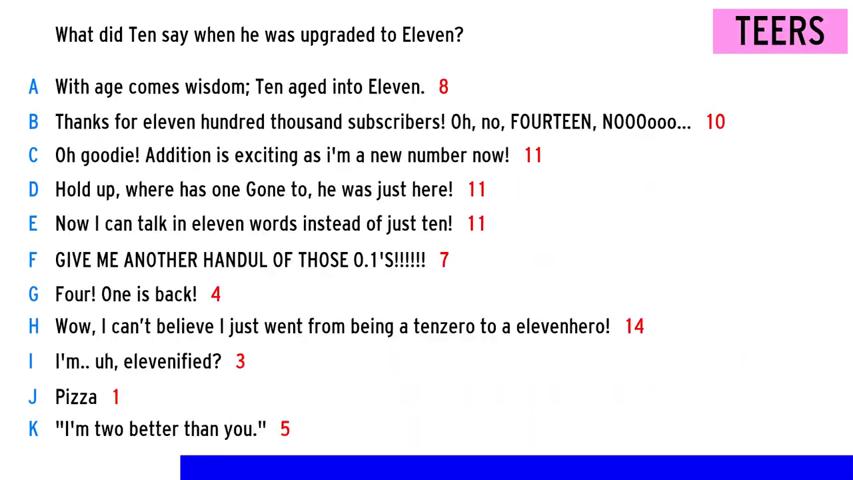 TEERS
What did Ten say when he was upgraded to Eleven?
A With age comes wisdom; Ten aged into Eleven. 8
B Thanks for eleven hundred thousand subscribers! Oh, no, FOURTEEN, NOOOooo... 10
C Oh goodie! Addition is exciting as i'm a new number now! 11
D Hold up, where has one Gone to, he was just here! 11
E Now I can talk in eleven words instead of just ten! 11
F GIVE ME ANOTHER HANDUL OF THOSE 0.1'S!!!!!! 7
G Four! One is back! 4
H Wow, I can't believe I just went from being a tenzero to a elevenhero! 14
I I'm.. uh, elevenified? 3
J Pizza 1
K "I'm two better than you." 5